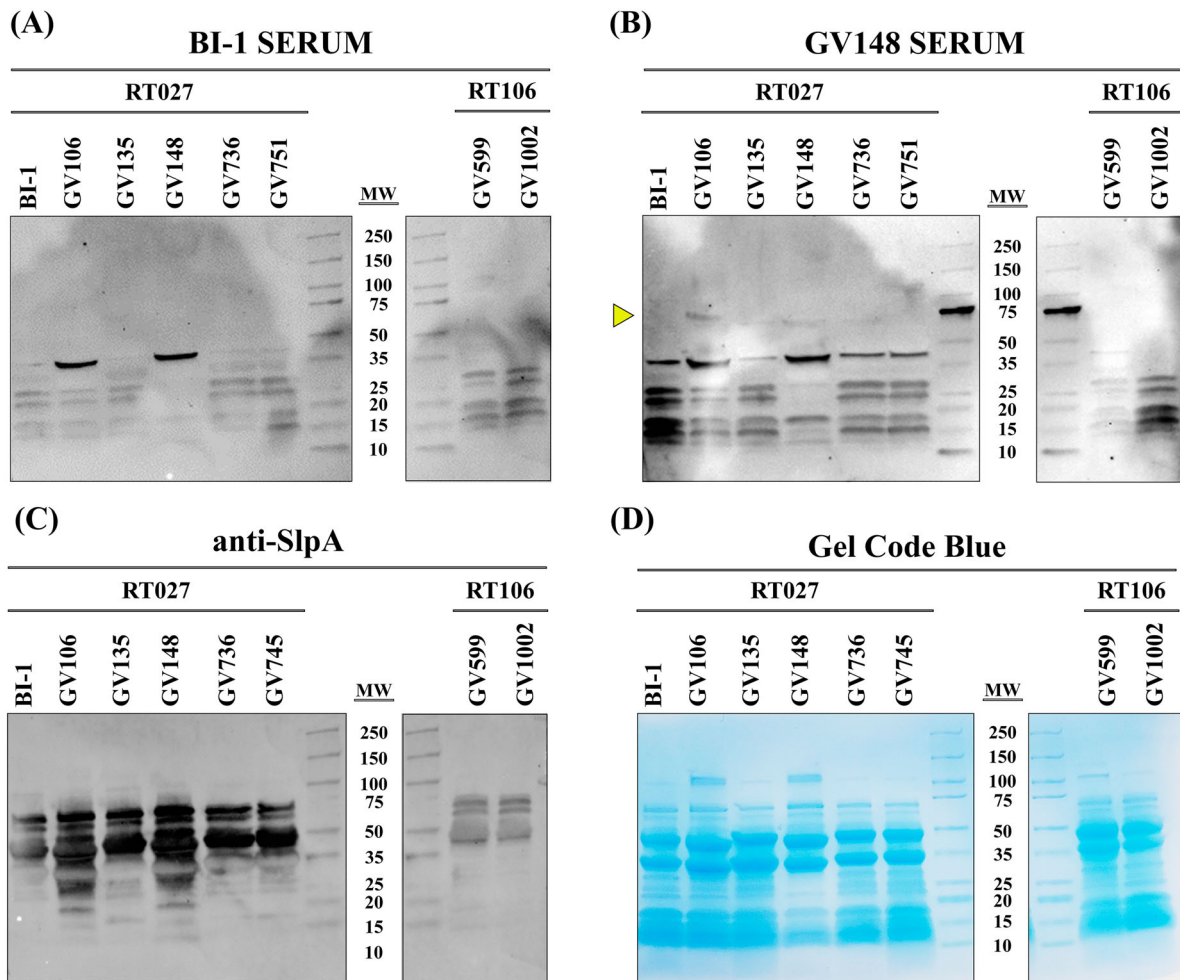 (A)
BI-1 SERUM
RT027
RT106
BI-1
GV106
GV135
GV148
GV736
GV751
MW
GV599
GV1002
250
150
100
75
50
35
25
20
15
10
(B)
GV148 SERUM
RT027
RT106
BI-1
GV106
GV135
GV148
GV736
GV751
MW
GV599
GV1002
250
150
100
75
50
35
25
20
15
10
(C)
anti-SlpA
RT027
RT106
BI-1
GV106
GV135
GV148
GV736
GV745
MW
GV599
GV1002
250
150
100
75
50
35
25
20
15
10
(D)
Gel Code Blue
RT027
RT106
BI-1
GV106
GV135
GV148
GV736
GV745
MW
GV599
GV1002
250
150
100
75
50
35
25
20
15
10